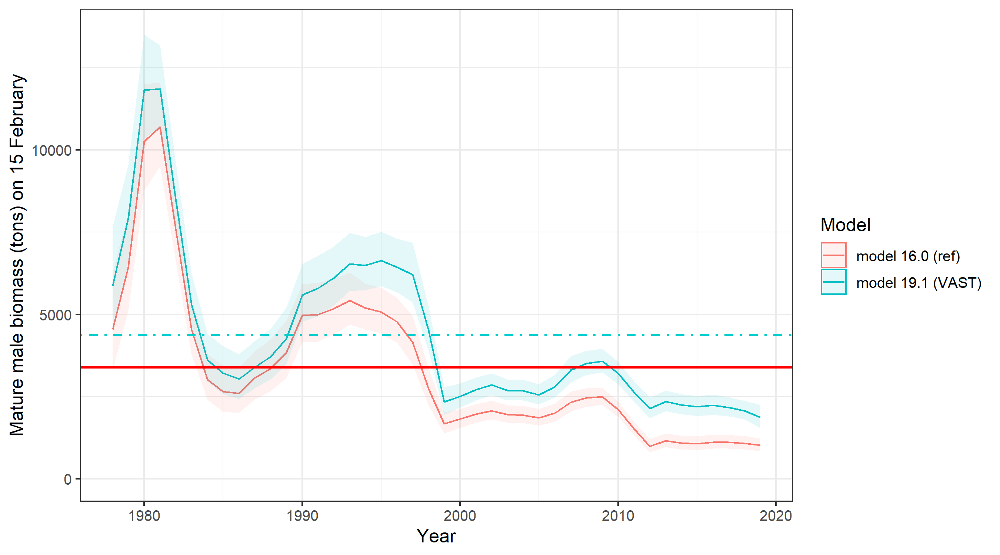 Mature male biomass (tons) on 15 February
10000
5000
0
1980
1990
2000
2010
2020
Year
Model
model 16.0 (ref)
model 19.1 (VAST)